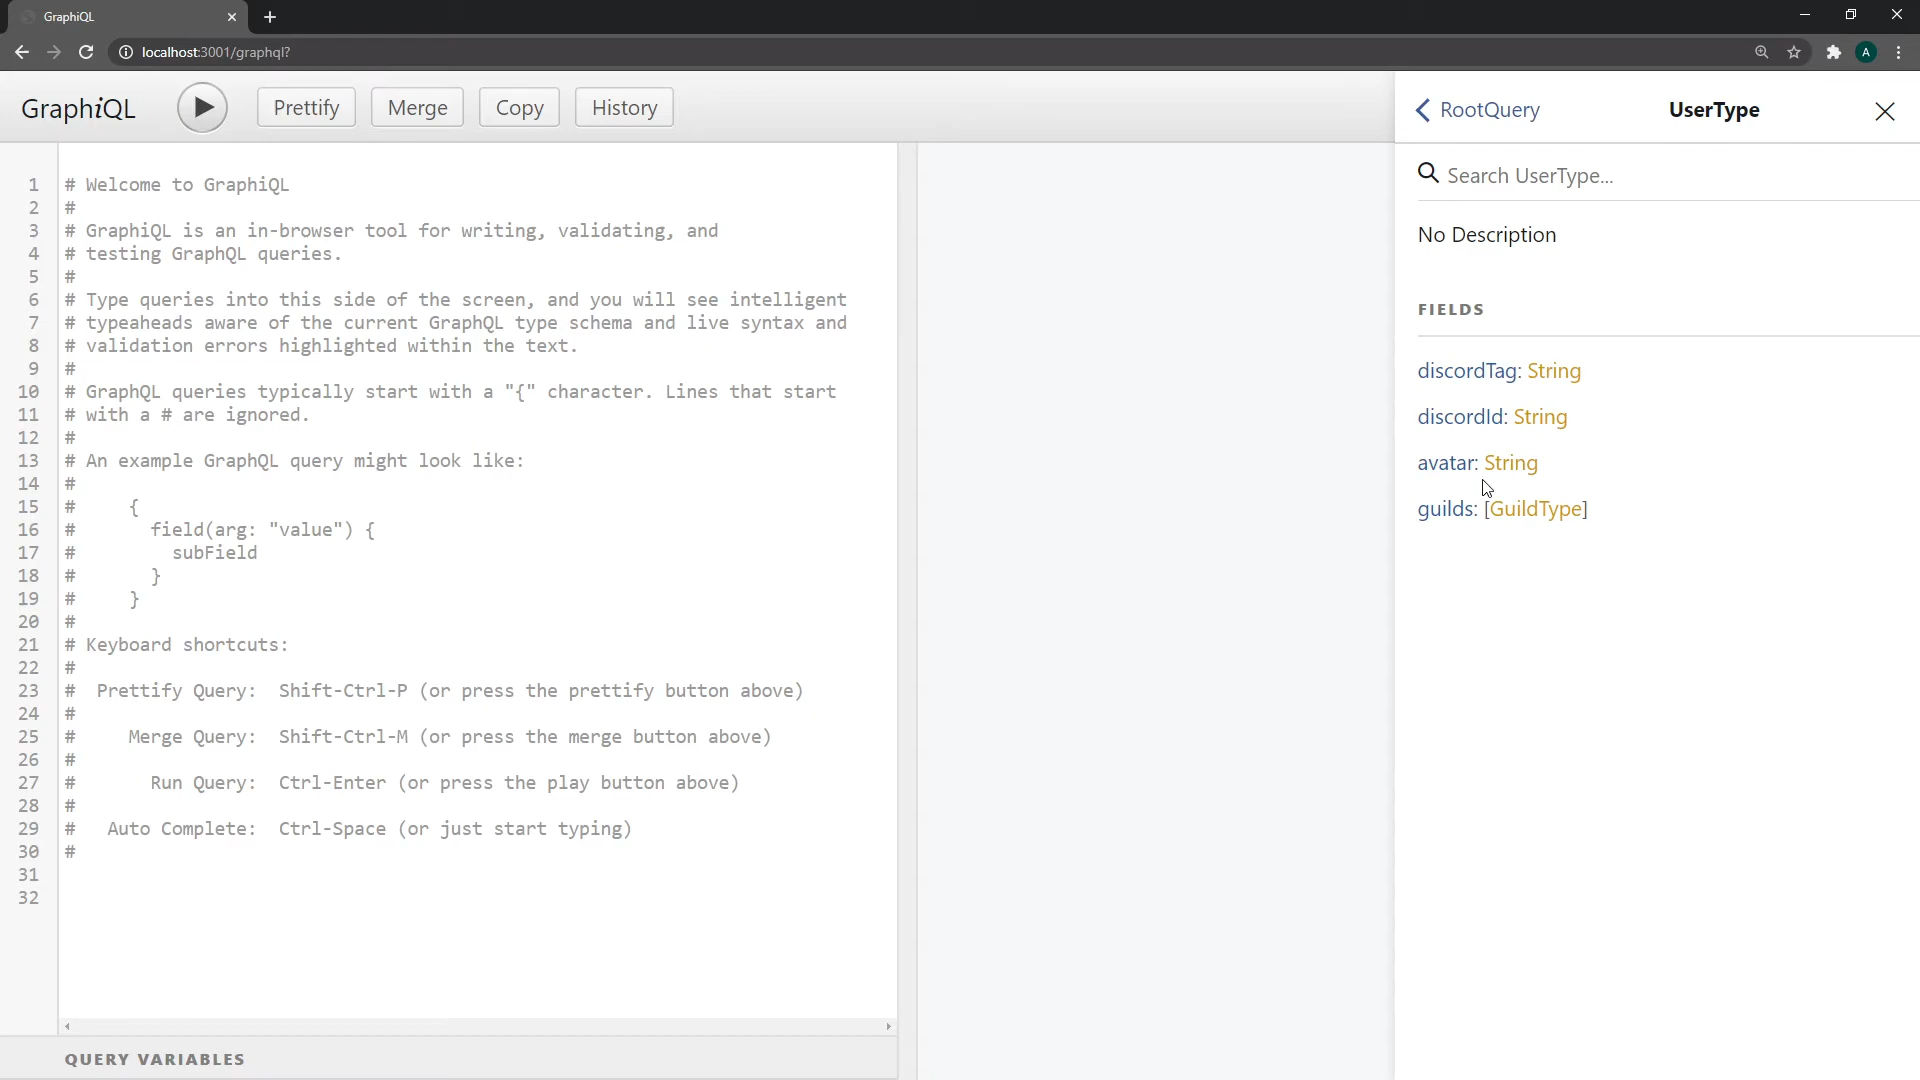 GraphiQL
localhost:3001/graphql?
A
GraphiQL
Prettify
Merge
Copy
History
1 # Welcome to GraphiQL
2 #
3 # GraphiQL is an in-browser tool for writing, validating, and
4 # testing GraphQL queries.
5 #
6 # Type queries into this side of the screen, and you will see intelligent
7 # typeaheads aware of the current GraphQL type schema and live syntax and
8 # validation errors highlighted within the text.
9 #
10 # GraphQL queries typically start with a "{" character. Lines that start
11 # with a # are ignored.
12 #
13 # An example GraphQL query might look like:
14 #
15 #     {
16 #       field(arg: "value") {
17 #         subField
18 #       }
19 #     }
20 #
21 # Keyboard shortcuts:
22 #
23 #  Prettify Query:  Shift-Ctrl-P (or press the prettify button above)
24 #
25 #     Merge Query:  Shift-Ctrl-M (or press the merge button above)
26 #
27 #       Run Query:  Ctrl-Enter (or press the play button above)
28 #
29 #   Auto Complete:  Ctrl-Space (or just start typing)
30 #
31
32
QUERY VARIABLES
RootQuery
UserType
Search UserType...
No Description
FIELDS
discordTag: String
discordId: String
avatar: String
guilds: [GuildType]